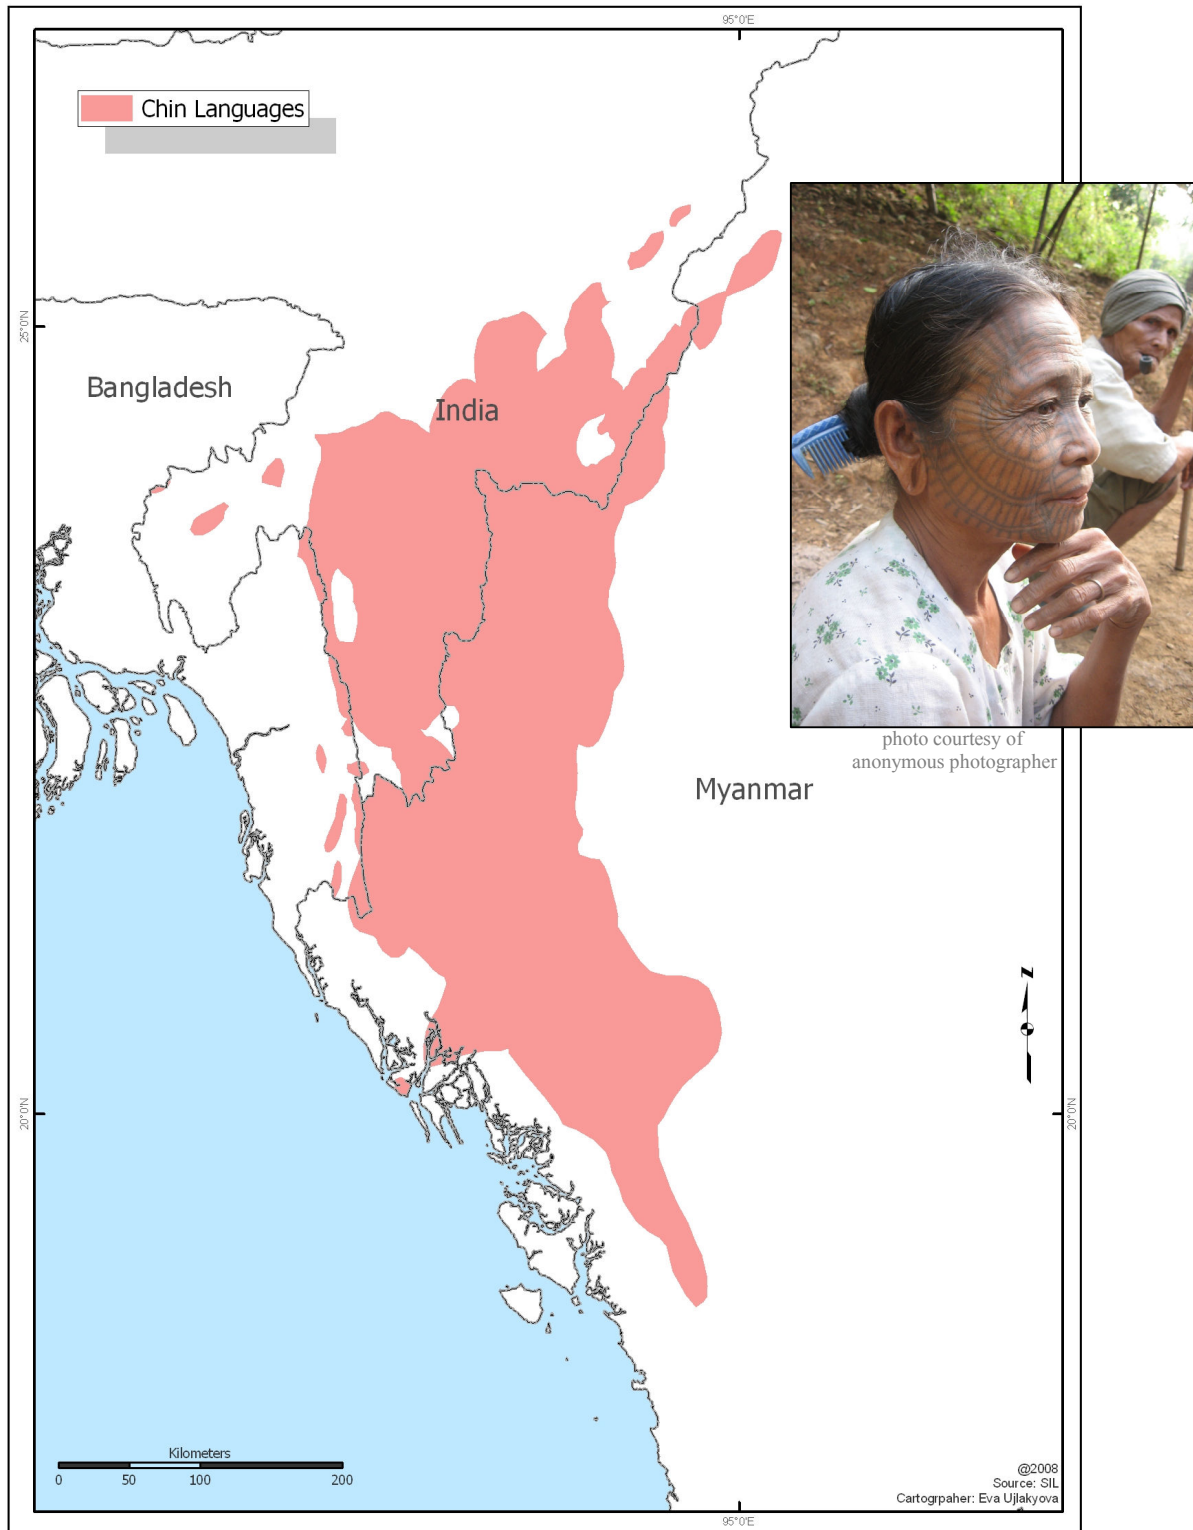 95°0'E
Chin Languages
25°0'N
Bangladesh
India
photo courtesy of
anonymous photographer
Myanmar
z
20°0'N
20°0'N
Kilometers
0 50 100 200
@2008
Source: SIL
Cartogrpaher: Eva Ujlakyova
95°0'E